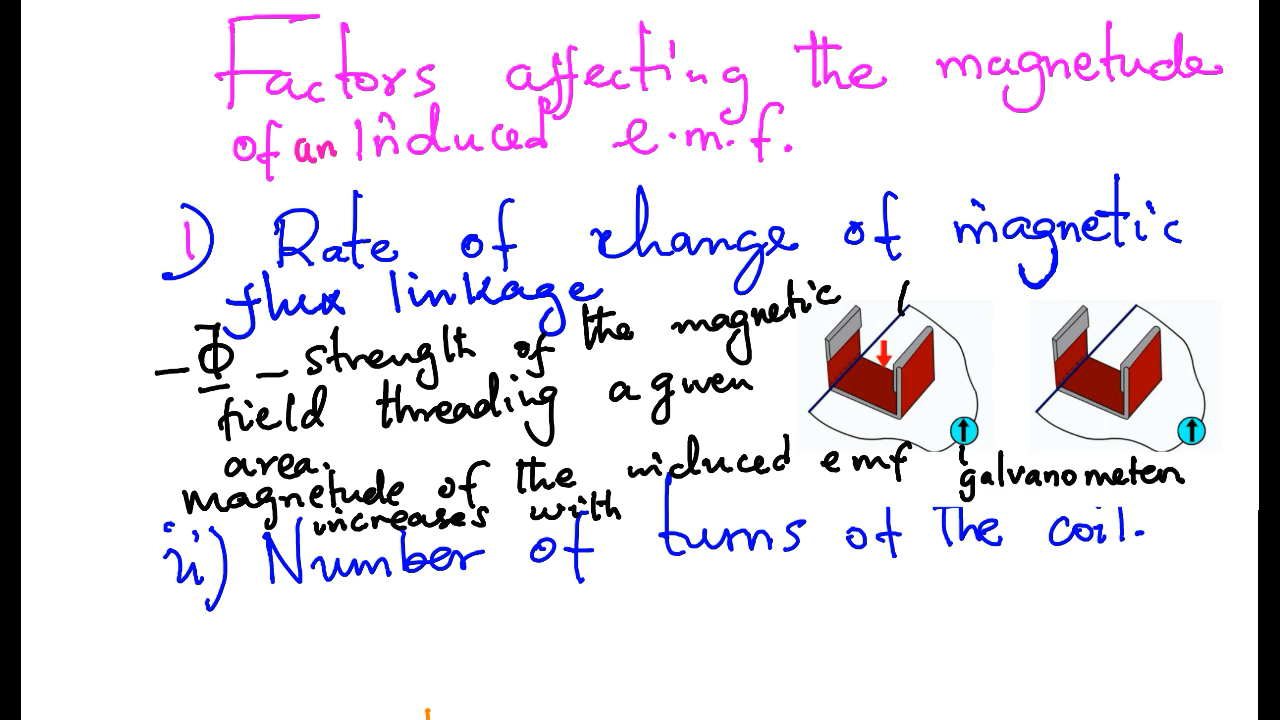 Factors affecting the magnetude
of an Induced e.m.f.
1) Rate of change of magnetic
flux linkage
- Φ - strength of the magnetic
field threading a given
area.
magnetude of the induced emf
increases with
galvanometer
ii) Number of turns of The coil.